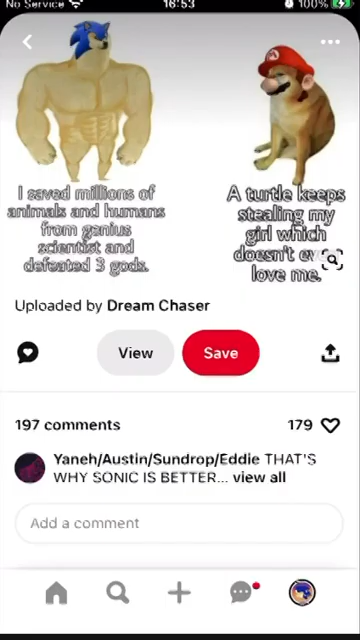 No Service
16:53
100%
I saved millions of
animals and humans
from genius
scientist and
defeated 3 gods.
A turtle keeps
stealing my
girl which
doesn't
love me.
Uploaded by Dream Chaser
View
Save
197 comments
179
Yaneh/Austin/Sundrop/Eddie THAT'S
WHY SONIC IS BETTER... view all
Add a comment